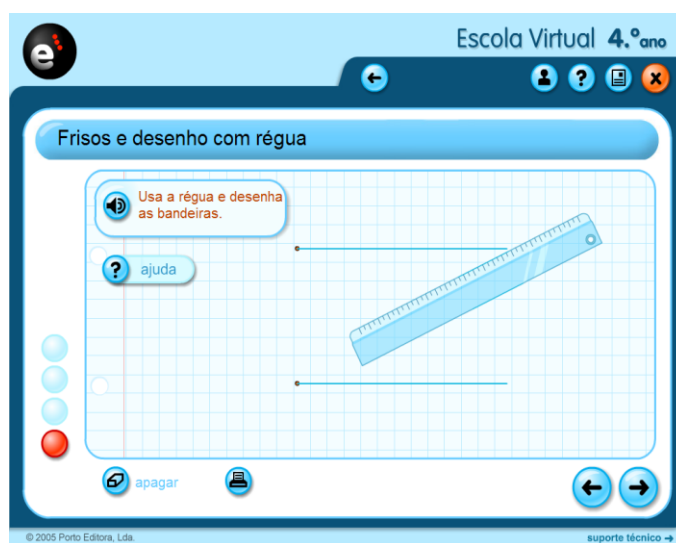 Escola Virtual 4.º ano
e
?
Frisos e desenho com régua
Usa a régua e desenha
as bandeiras.
? ajuda
apagar
© 2005 Porto Editora, Lda.
suporte técnico